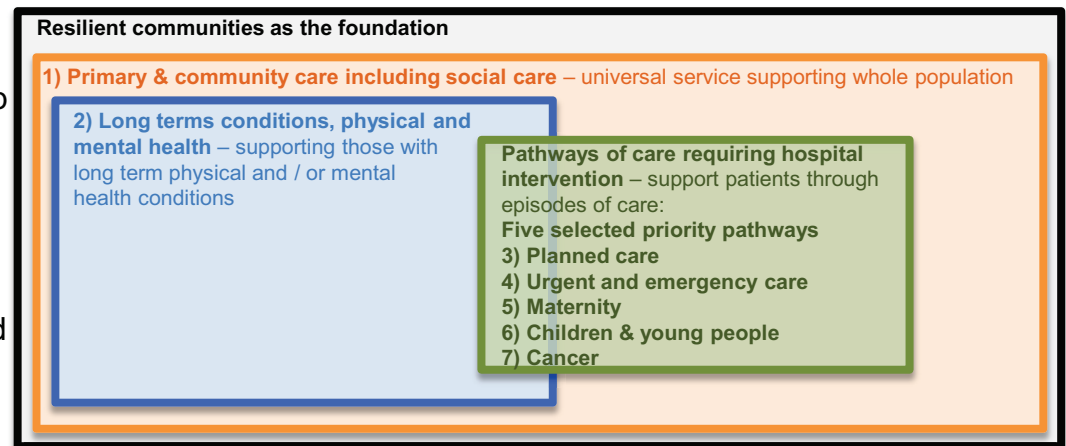 Resilient communities as the foundation
1) Primary & community care including social care – universal service supporting whole population
2) Long terms conditions, physical and
mental health – supporting those with
long term physical and / or mental
health conditions
Pathways of care requiring hospital
intervention – support patients through
episodes of care:
Five selected priority pathways
3) Planned care
4) Urgent and emergency care
5) Maternity
6) Children & young people
7) Cancer